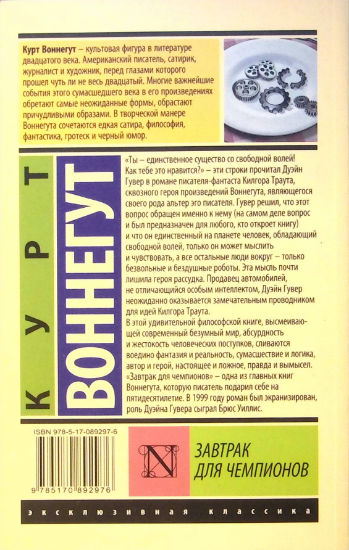 Курт Воннегут – культовая фигура в литературе
двадцатого века. Американский писатель, сатирик,
журналист и художник, перед глазами которого
прошел чуть ли не весь двадцатый. Многие важнейшие
события этого сумасшедшего века в его произведениях
обретают самые неожиданные формы, обрастают
причудливыми образами. В творческой манере
Воннегута сочетаются едкая сатира, философия,
фантастика, гротеск и черный юмор.
КУРТ
ВОННЕГУТ
«Ты – единственное существо со свободной волей!
Как тебе это нравится?» – эти строки прочитал Дуэйн
Гувер в романе писателя-фантаста Килгора Траута,
сквозного героя произведений Воннегута, являющегося
своего рода альтер эго писателя. Гувер решил, что этот
вопрос обращен именно к нему (на самом деле вопрос
и был предназначен для любого, кто откроет книгу)
и что он единственный на планете человек, обладающий
свободной волей, только он может мыслить
и чувствовать, а все остальные люди вокруг – только
безвольные и бездушные роботы. Эта мысль почти
лишила героя рассудка. Продавец автомобилей,
не отличающийся особым интеллектом, Дуэйн Гувер
неожиданно оказывается замечательным проводником
для идей Килгора Траута.
В этой удивительной философской книге, высмеиваю-
щей современный безумный мир, абсурдность
и жестокость человеческих поступков, сливаются
воедино фантазия и реальность, сумасшествие и логика,
автор и герой, настоящее и ложное, правда и вымысел.
«Завтрак для чемпионов» – одна из главных книг
Воннегута, которую писатель подарил себе на
пятидесятилетие. В 1999 году роман был экранизирован,
роль Дуэйна Гувера сыграл Брюс Уиллис.
ISBN 978-5-17-089297-6
9 785170 892976
N
ЗАВТРАК
ДЛЯ ЧЕМПИОНОВ
эксклюзивная классика